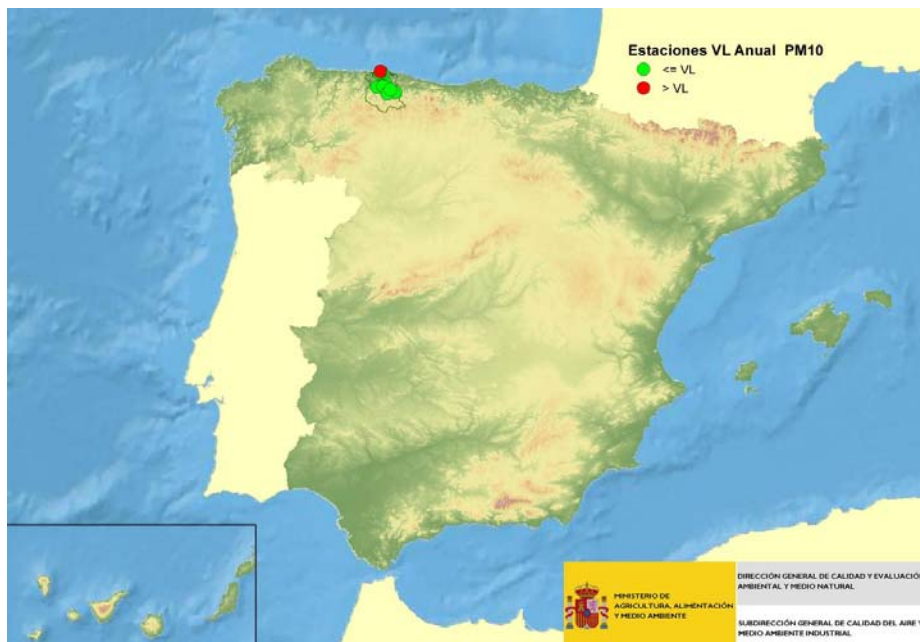 Estaciones VL Anual PM10
<= VL
> VL
MINISTERIO DE
AGRICULTURA, ALIMENTACIÓN
Y MEDIO AMBIENTE
DIRECCIÓN GENERAL DE CALIDAD Y EVALUACIÓ
AMBIENTAL Y MEDIO NATURAL
SUBDIRECCIÓN GENERAL DE CALIDAD DEL AIRE Y
MEDIO AMBIENTE INDUSTRIAL